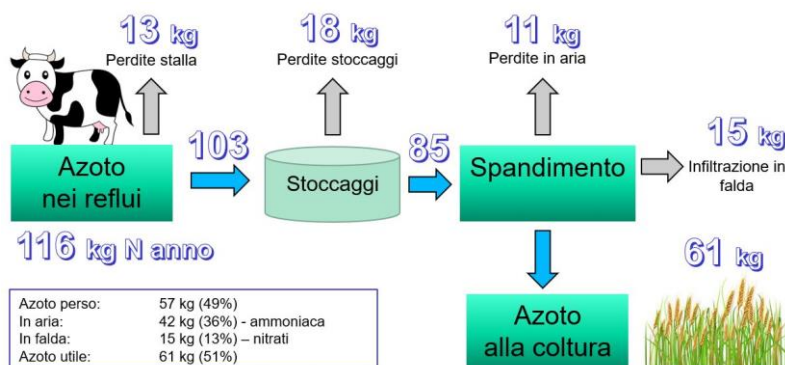 13 kg
Perdite stalla
18 kg
Perdite stoccaggi
11 kg
Perdite in aria
Azoto
nei reflui
103
Stoccaggi
85
Spandimento
15 kg
Infiltrazione in
falda
116 kg N anno
61 kg
Azoto perso: 57 kg (49%)
In aria: 42 kg (36%) - ammoniaca
In falda: 15 kg (13%) – nitrati
Azoto utile: 61 kg (51%)
Azoto
alla coltura